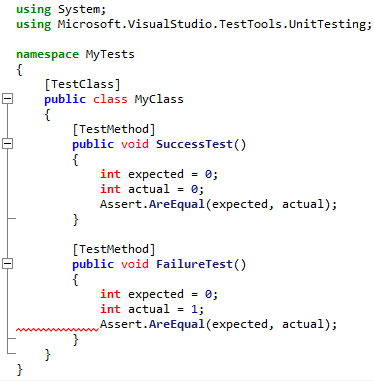 using System;
using Microsoft.VisualStudio.TestTools.UnitTesting;

namespace MyTests
{
    [TestClass]
    public class MyClass
    {
        [TestMethod]
        public void SuccessTest()
        {
            int expected = 0;
            int actual = 0;
            Assert.AreEqual(expected, actual);
        }

        [TestMethod]
        public void FailureTest()
        {
            int expected = 0;
            int actual = 1;
            Assert.AreEqual(expected, actual);
        }
    }
}